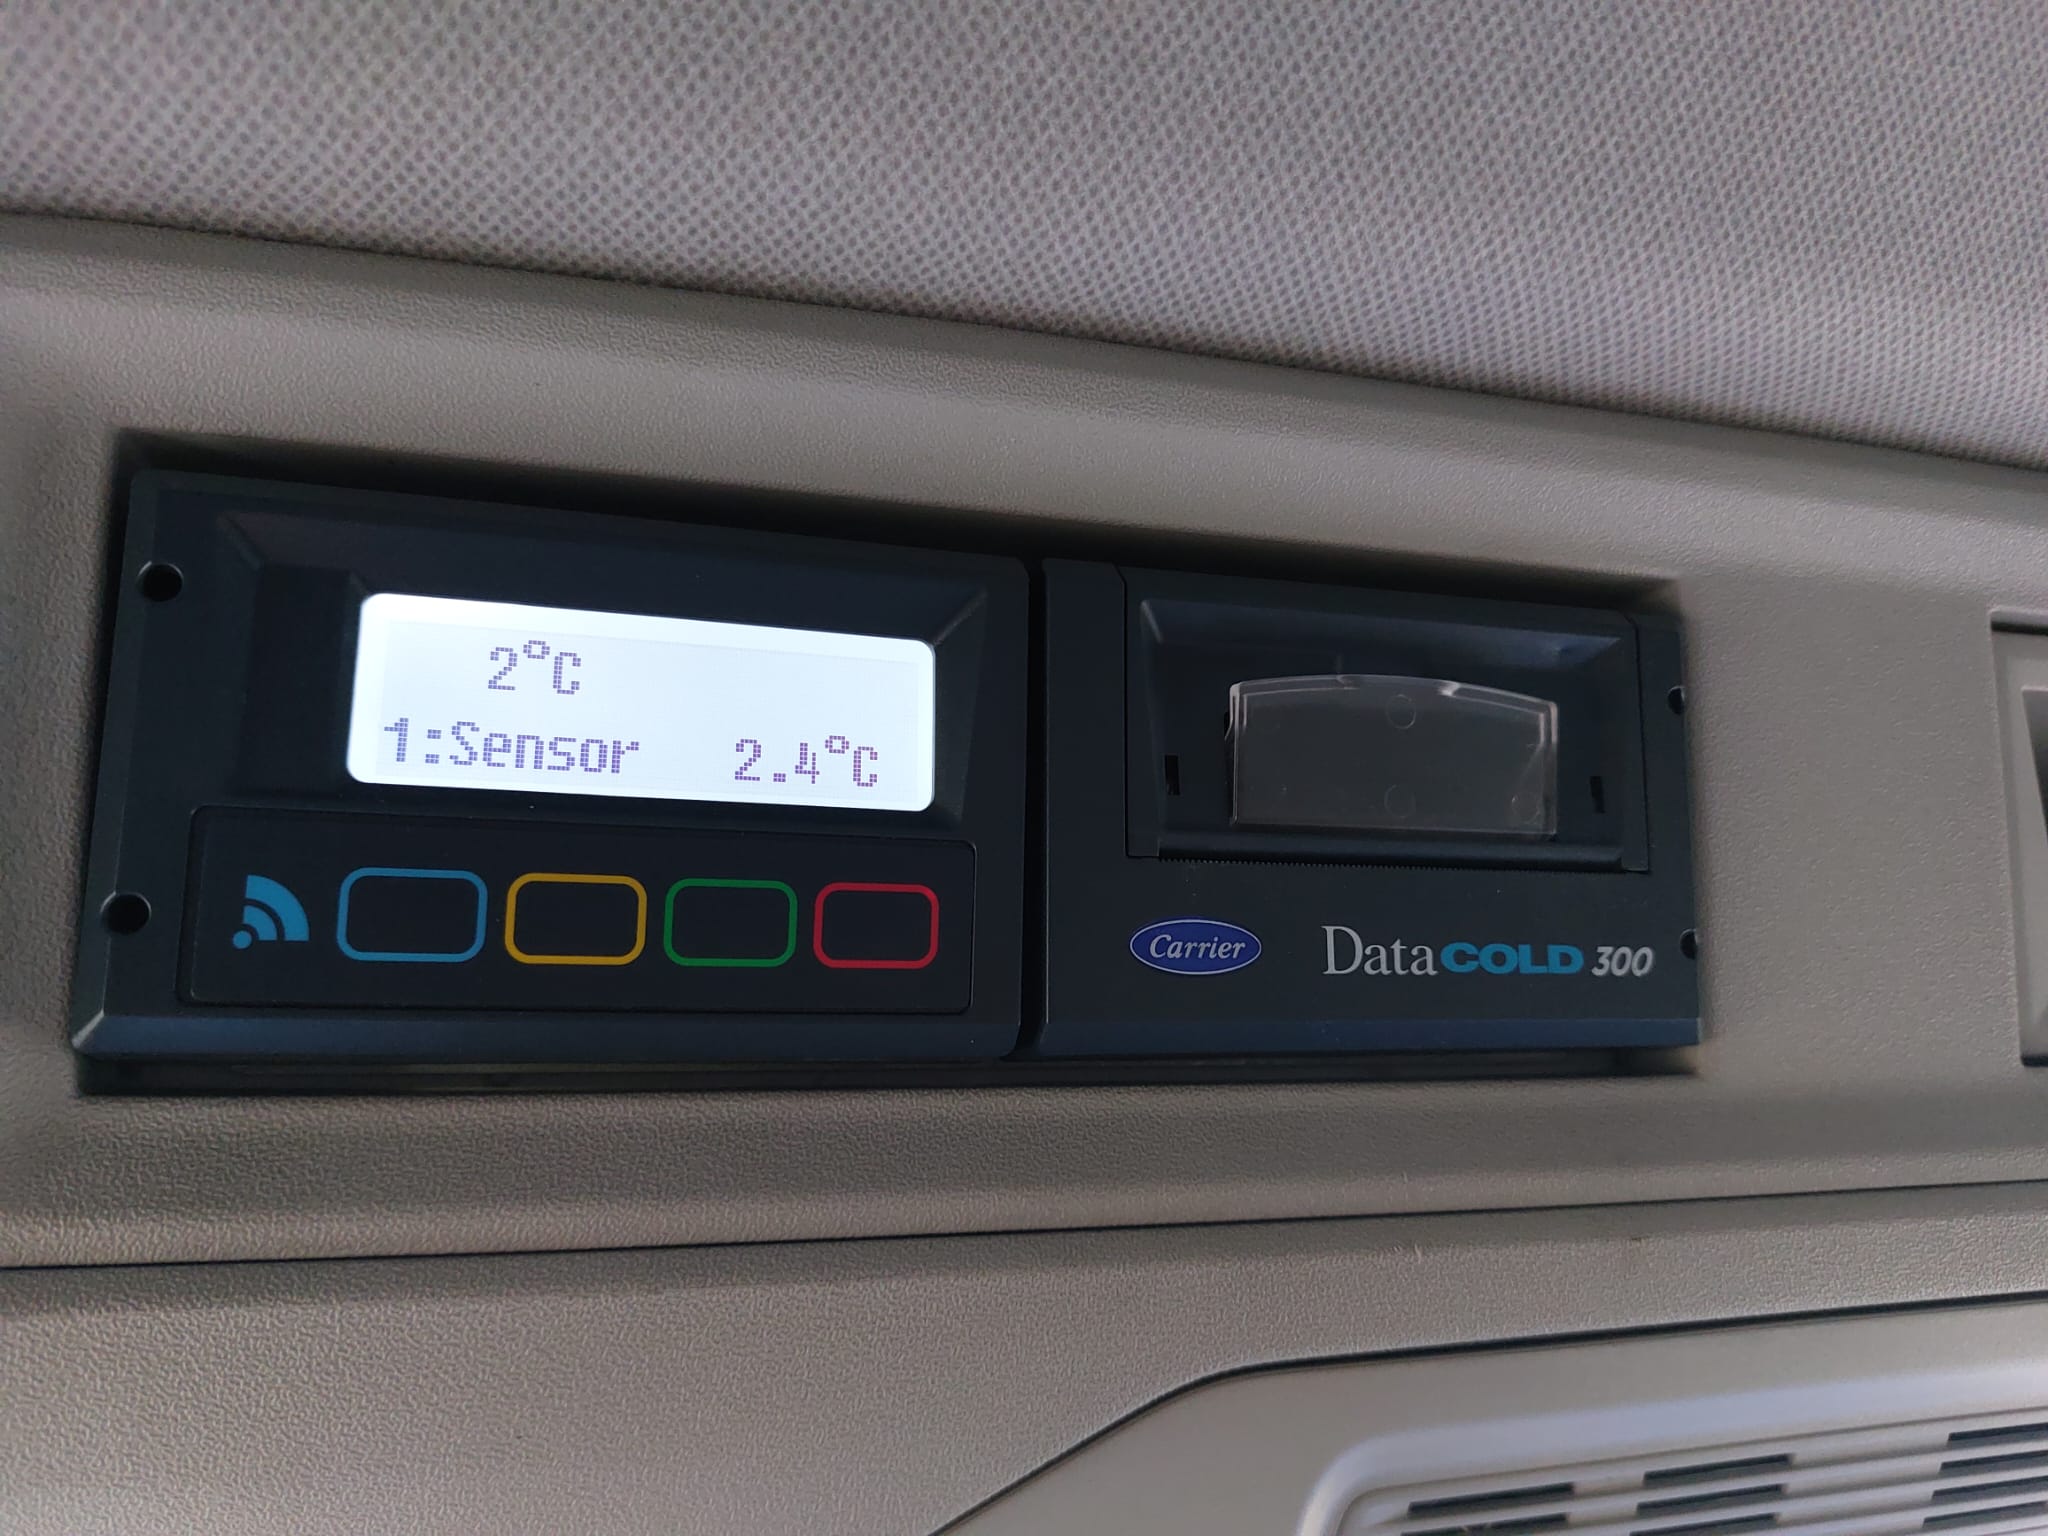 2°C
1:Sensor 2.4°C
Carrier
DataCOLD 300